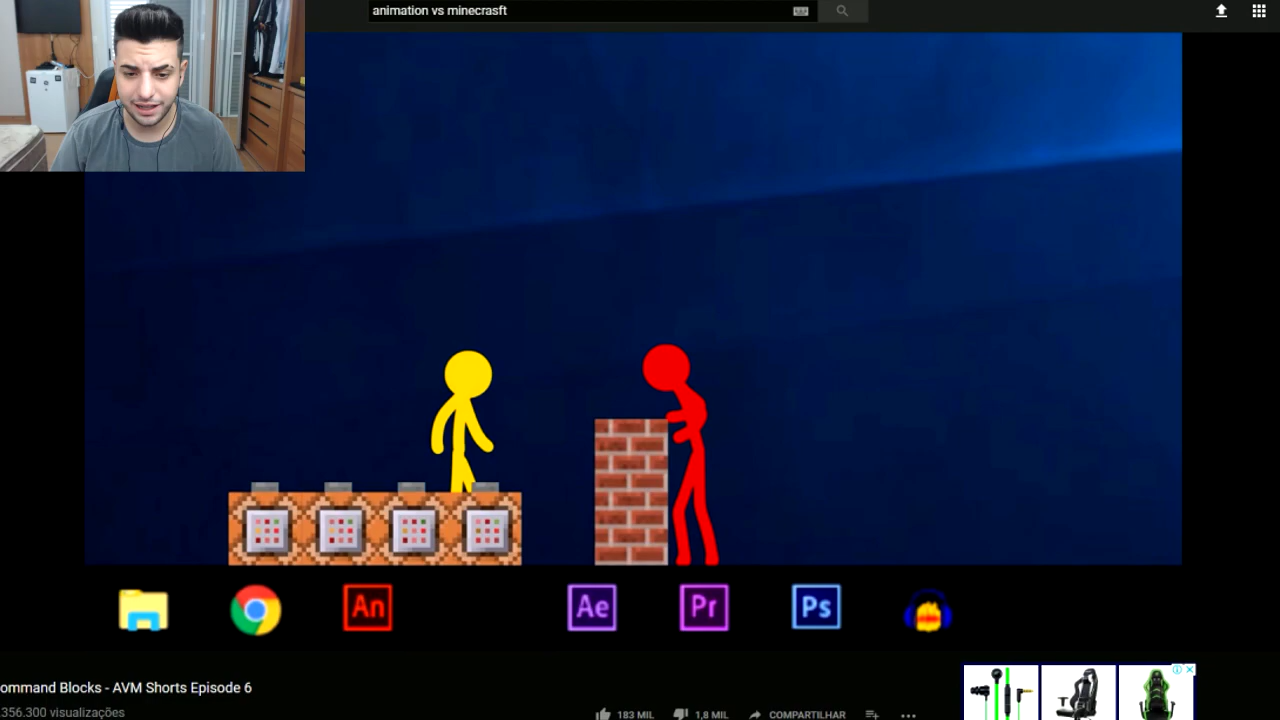 animation vs minecrasft
An
Ae
Pr
Ps
ommand Blocks - AVM Shorts Episode 6
356.300 visualizações
183 MIL
1,8 MIL
COMPARTILHAR